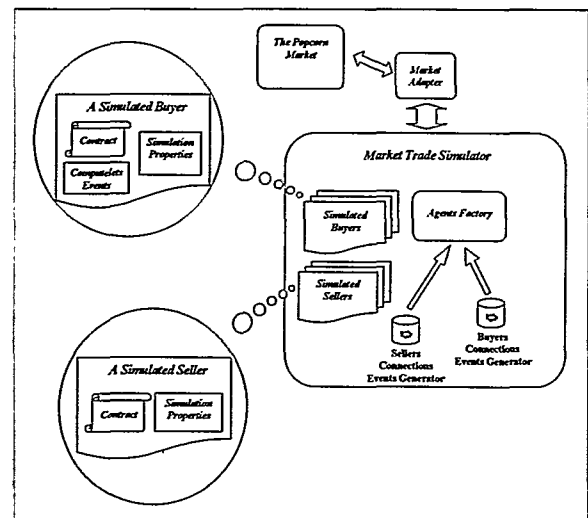 The Popcorn
Market
Market
Adapter
A Simulated Buyer
Contract
Simulation
Properties
Computelets
Events
Market Trade Simulator
Simulated
Buyers
Agents Factory
Simulated
Sellers
Sellers
Connections
Events Generator
Buyers
Connections
Events Generator
A Simulated Seller
Contract
Simulation
Properties